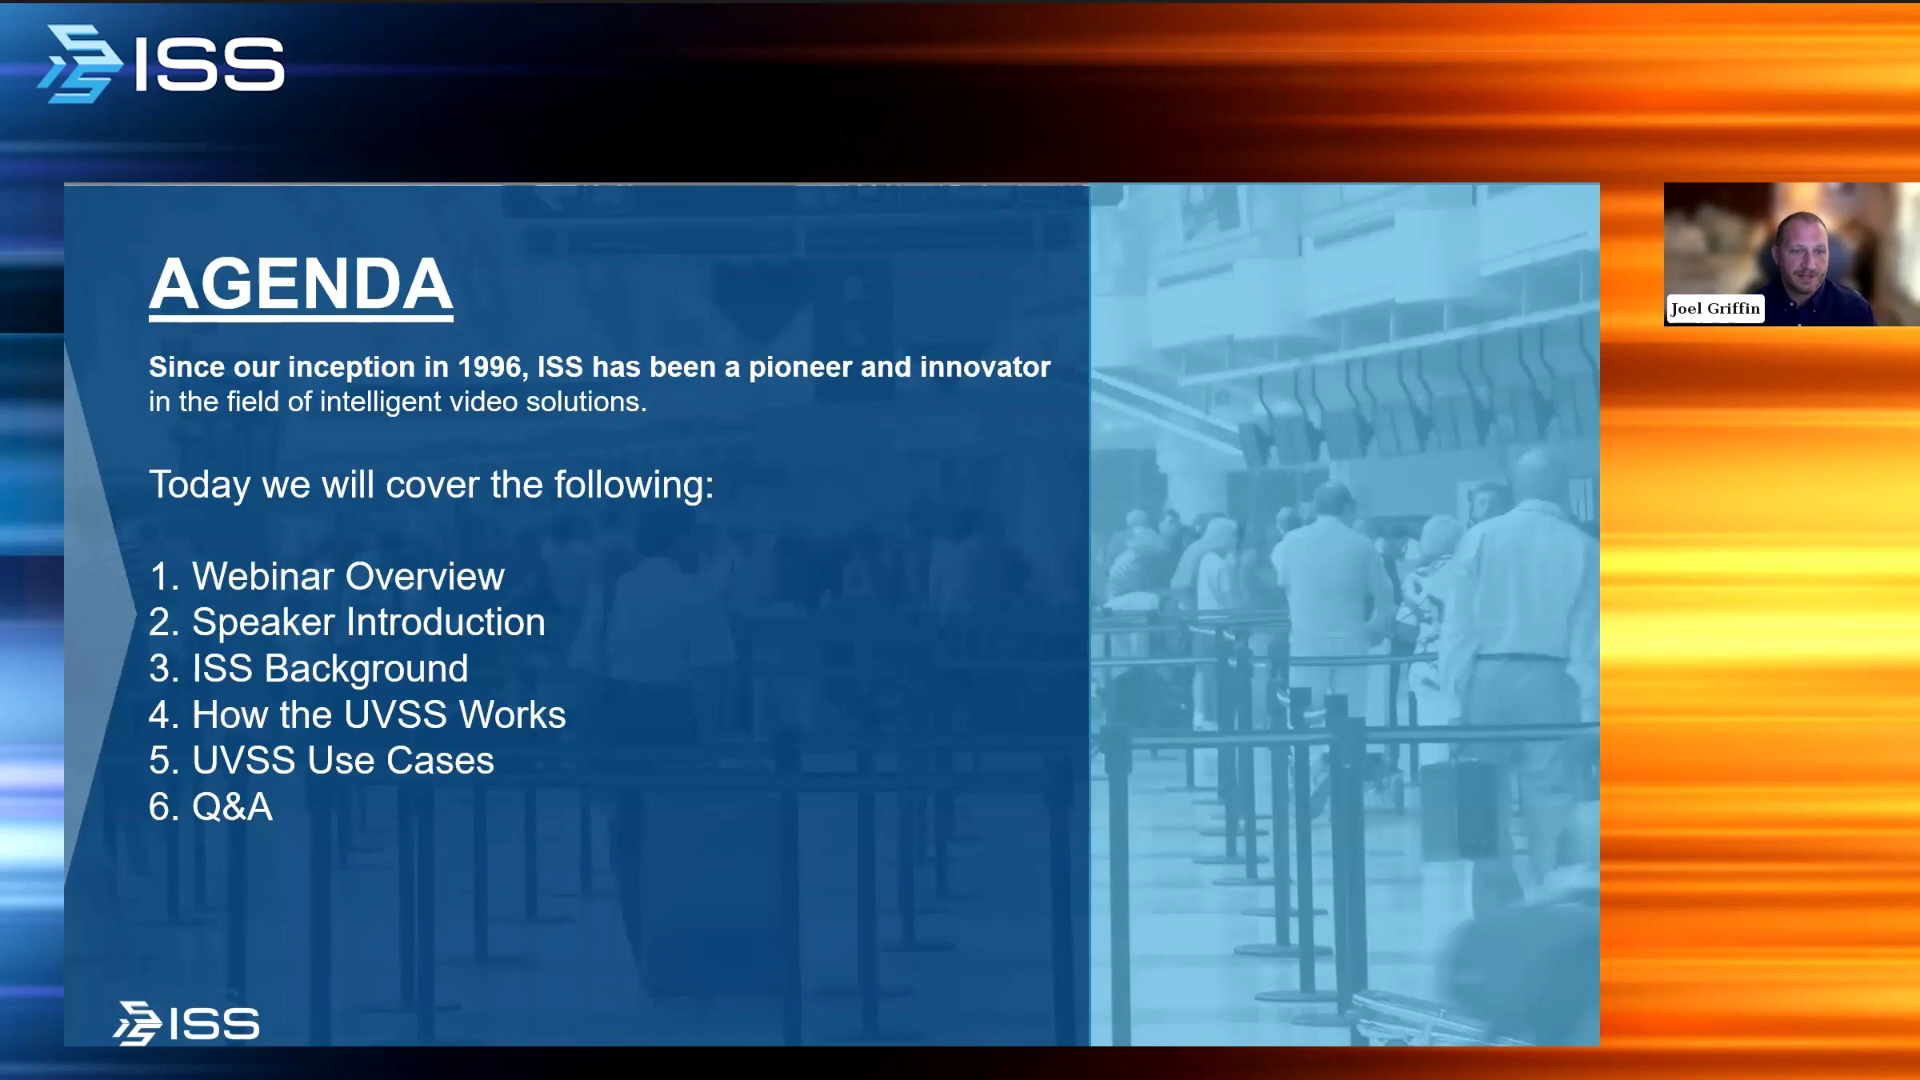 ISS
AGENDA
Since our inception in 1996, ISS has been a pioneer and innovator
in the field of intelligent video solutions.
Today we will cover the following:
1. Webinar Overview
2. Speaker Introduction
3. ISS Background
4. How the UVSS Works
5. UVSS Use Cases
6. Q&A
ISS
Joel Griffin